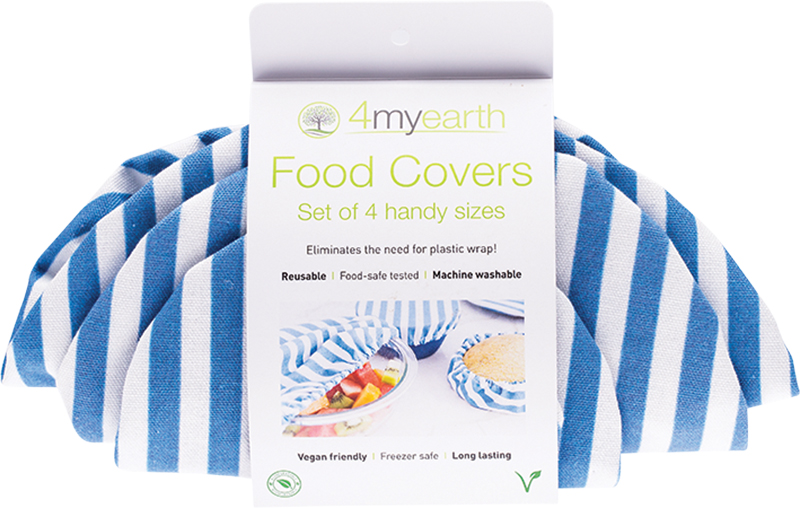 4myearth
Food Covers
Set of 4 handy sizes
Eliminates the need for plastic wrap!
Reusable | Food-safe tested | Machine washable
Vegan friendly | Freezer safe | Long lasting